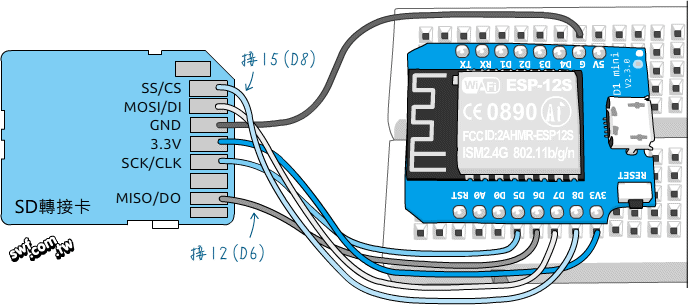 接15(D8)
SS/CS
MOSI/DI
GND
3.3V
SCK/CLK
MISO/DO
SD轉接卡
swf.com.tw
接12(D6)
TX RX D1 D2 D3 D4 G 5V
WiFi ESP-12S
CE 0890 AI
FCC ID:2AHMR-ESP12S
ISM2.4G 802.11b/g/n
D1 mini
V2.3.0
RESET
RST A0 D0 D5 D6 D7 D8 3V3